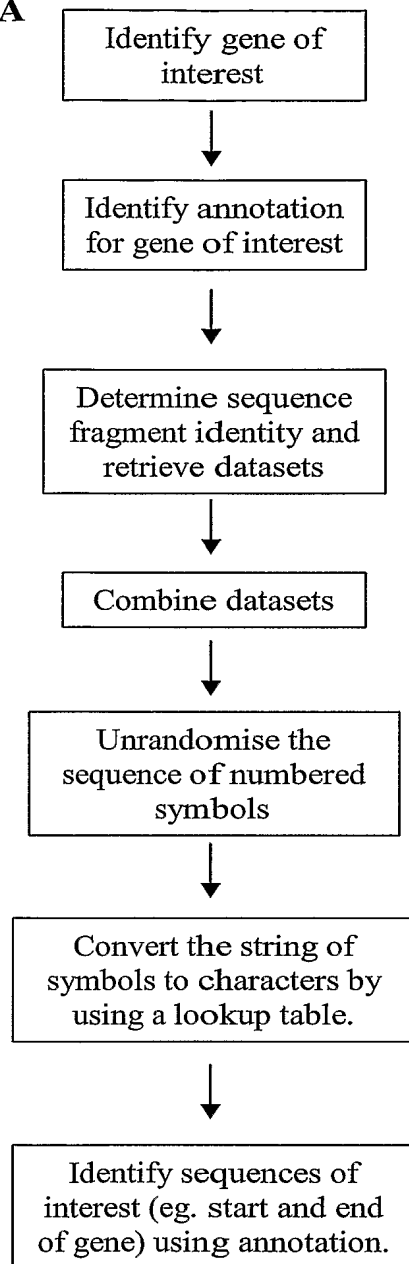 A
Identify gene of
interest
Identify annotation
for gene of interest
Determine sequence
fragment identity and
retrieve datasets
Combine datasets
Unrandomise the
sequence of numbered
symbols
Convert the string of
symbols to characters by
using a lookup table.
Identify sequences of
interest (eg. start and end
of gene) using annotation.